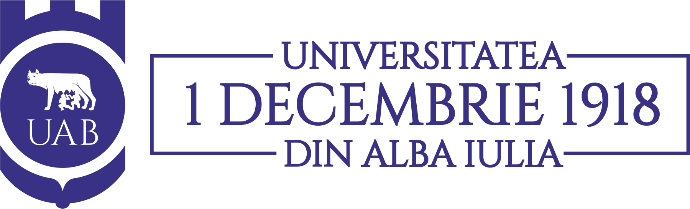 UAB
UNIVERSITATEA
1 DECEMBRIE 1918
DIN ALBA IULIA